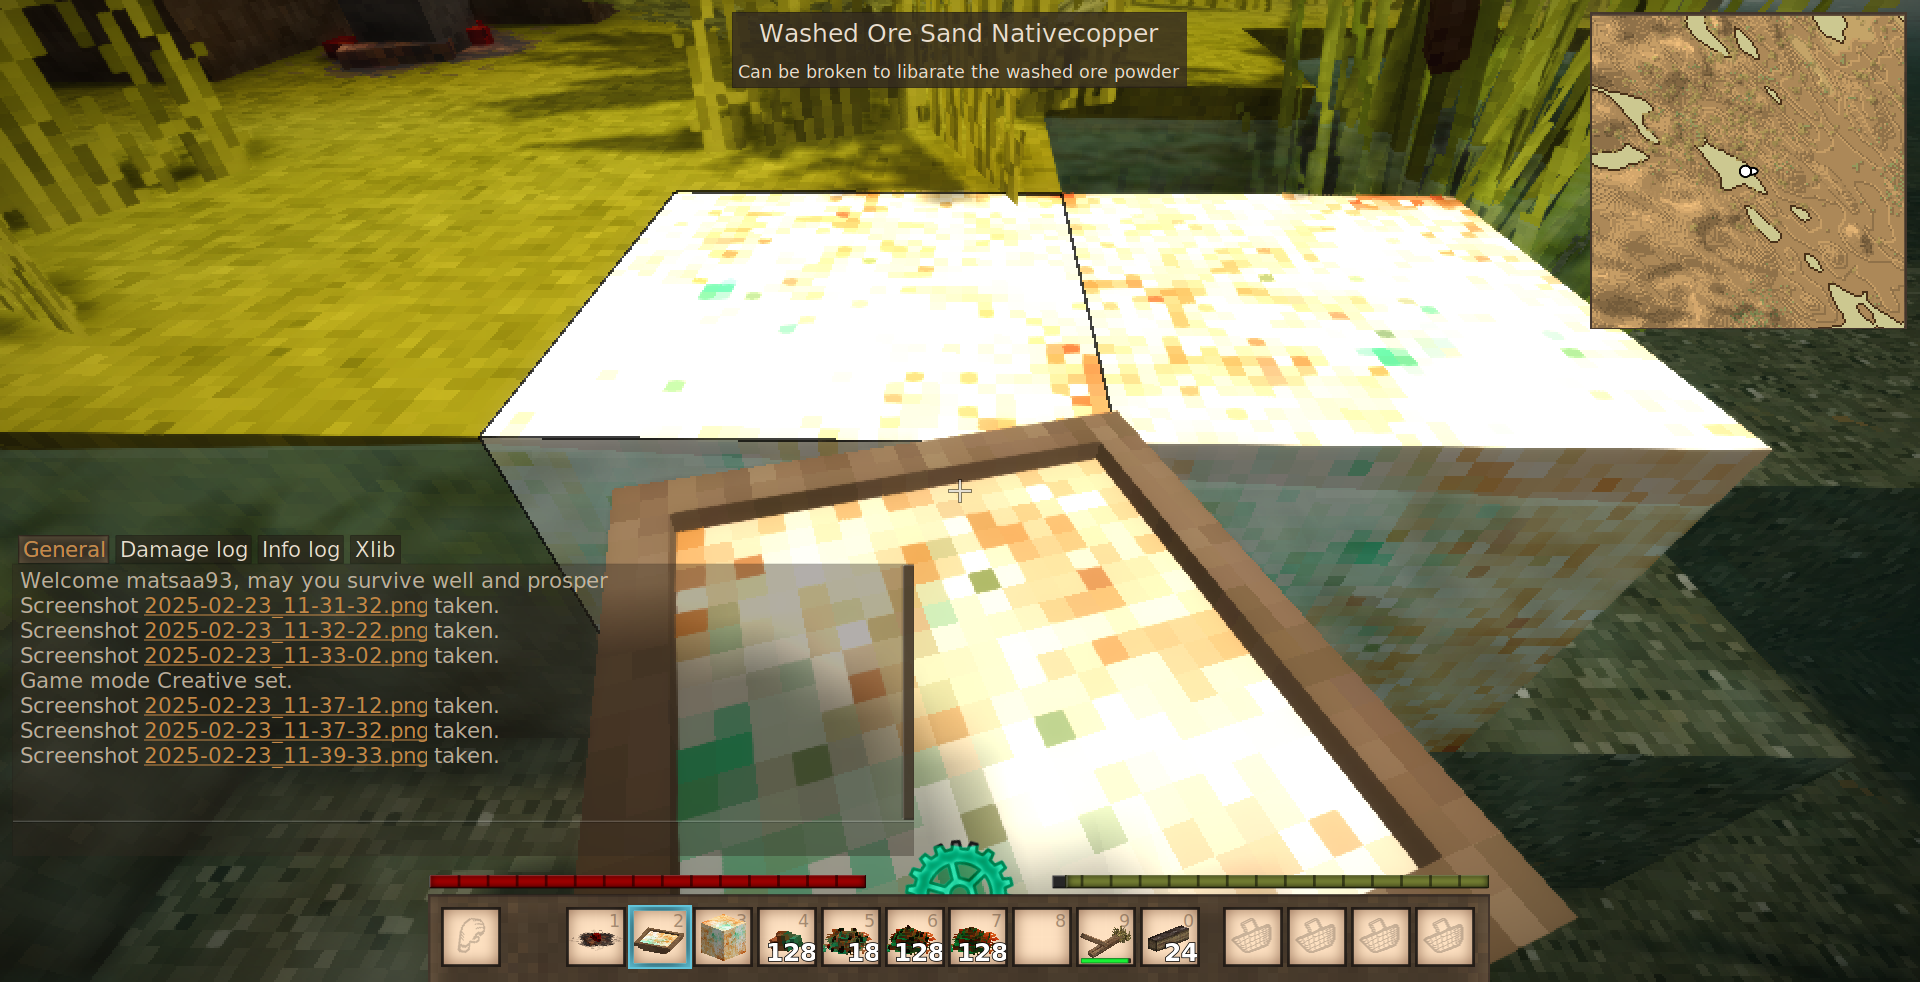 Washed Ore Sand Nativecopper
Can be broken to libarate the washed ore powder
General Damage log Info log Xlib
Welcome matsaa93, may you survive well and prosper
Screenshot 2025-02-23_11-31-32.png taken.
Screenshot 2025-02-23_11-32-22.png taken.
Screenshot 2025-02-23_11-33-02.png taken.
Game mode Creative set.
Screenshot 2025-02-23_11-37-12.png taken.
Screenshot 2025-02-23_11-37-32.png taken.
Screenshot 2025-02-23_11-39-33.png taken.
1 2 3 4 5 6 7 8 9 0
128 18 128 128 24